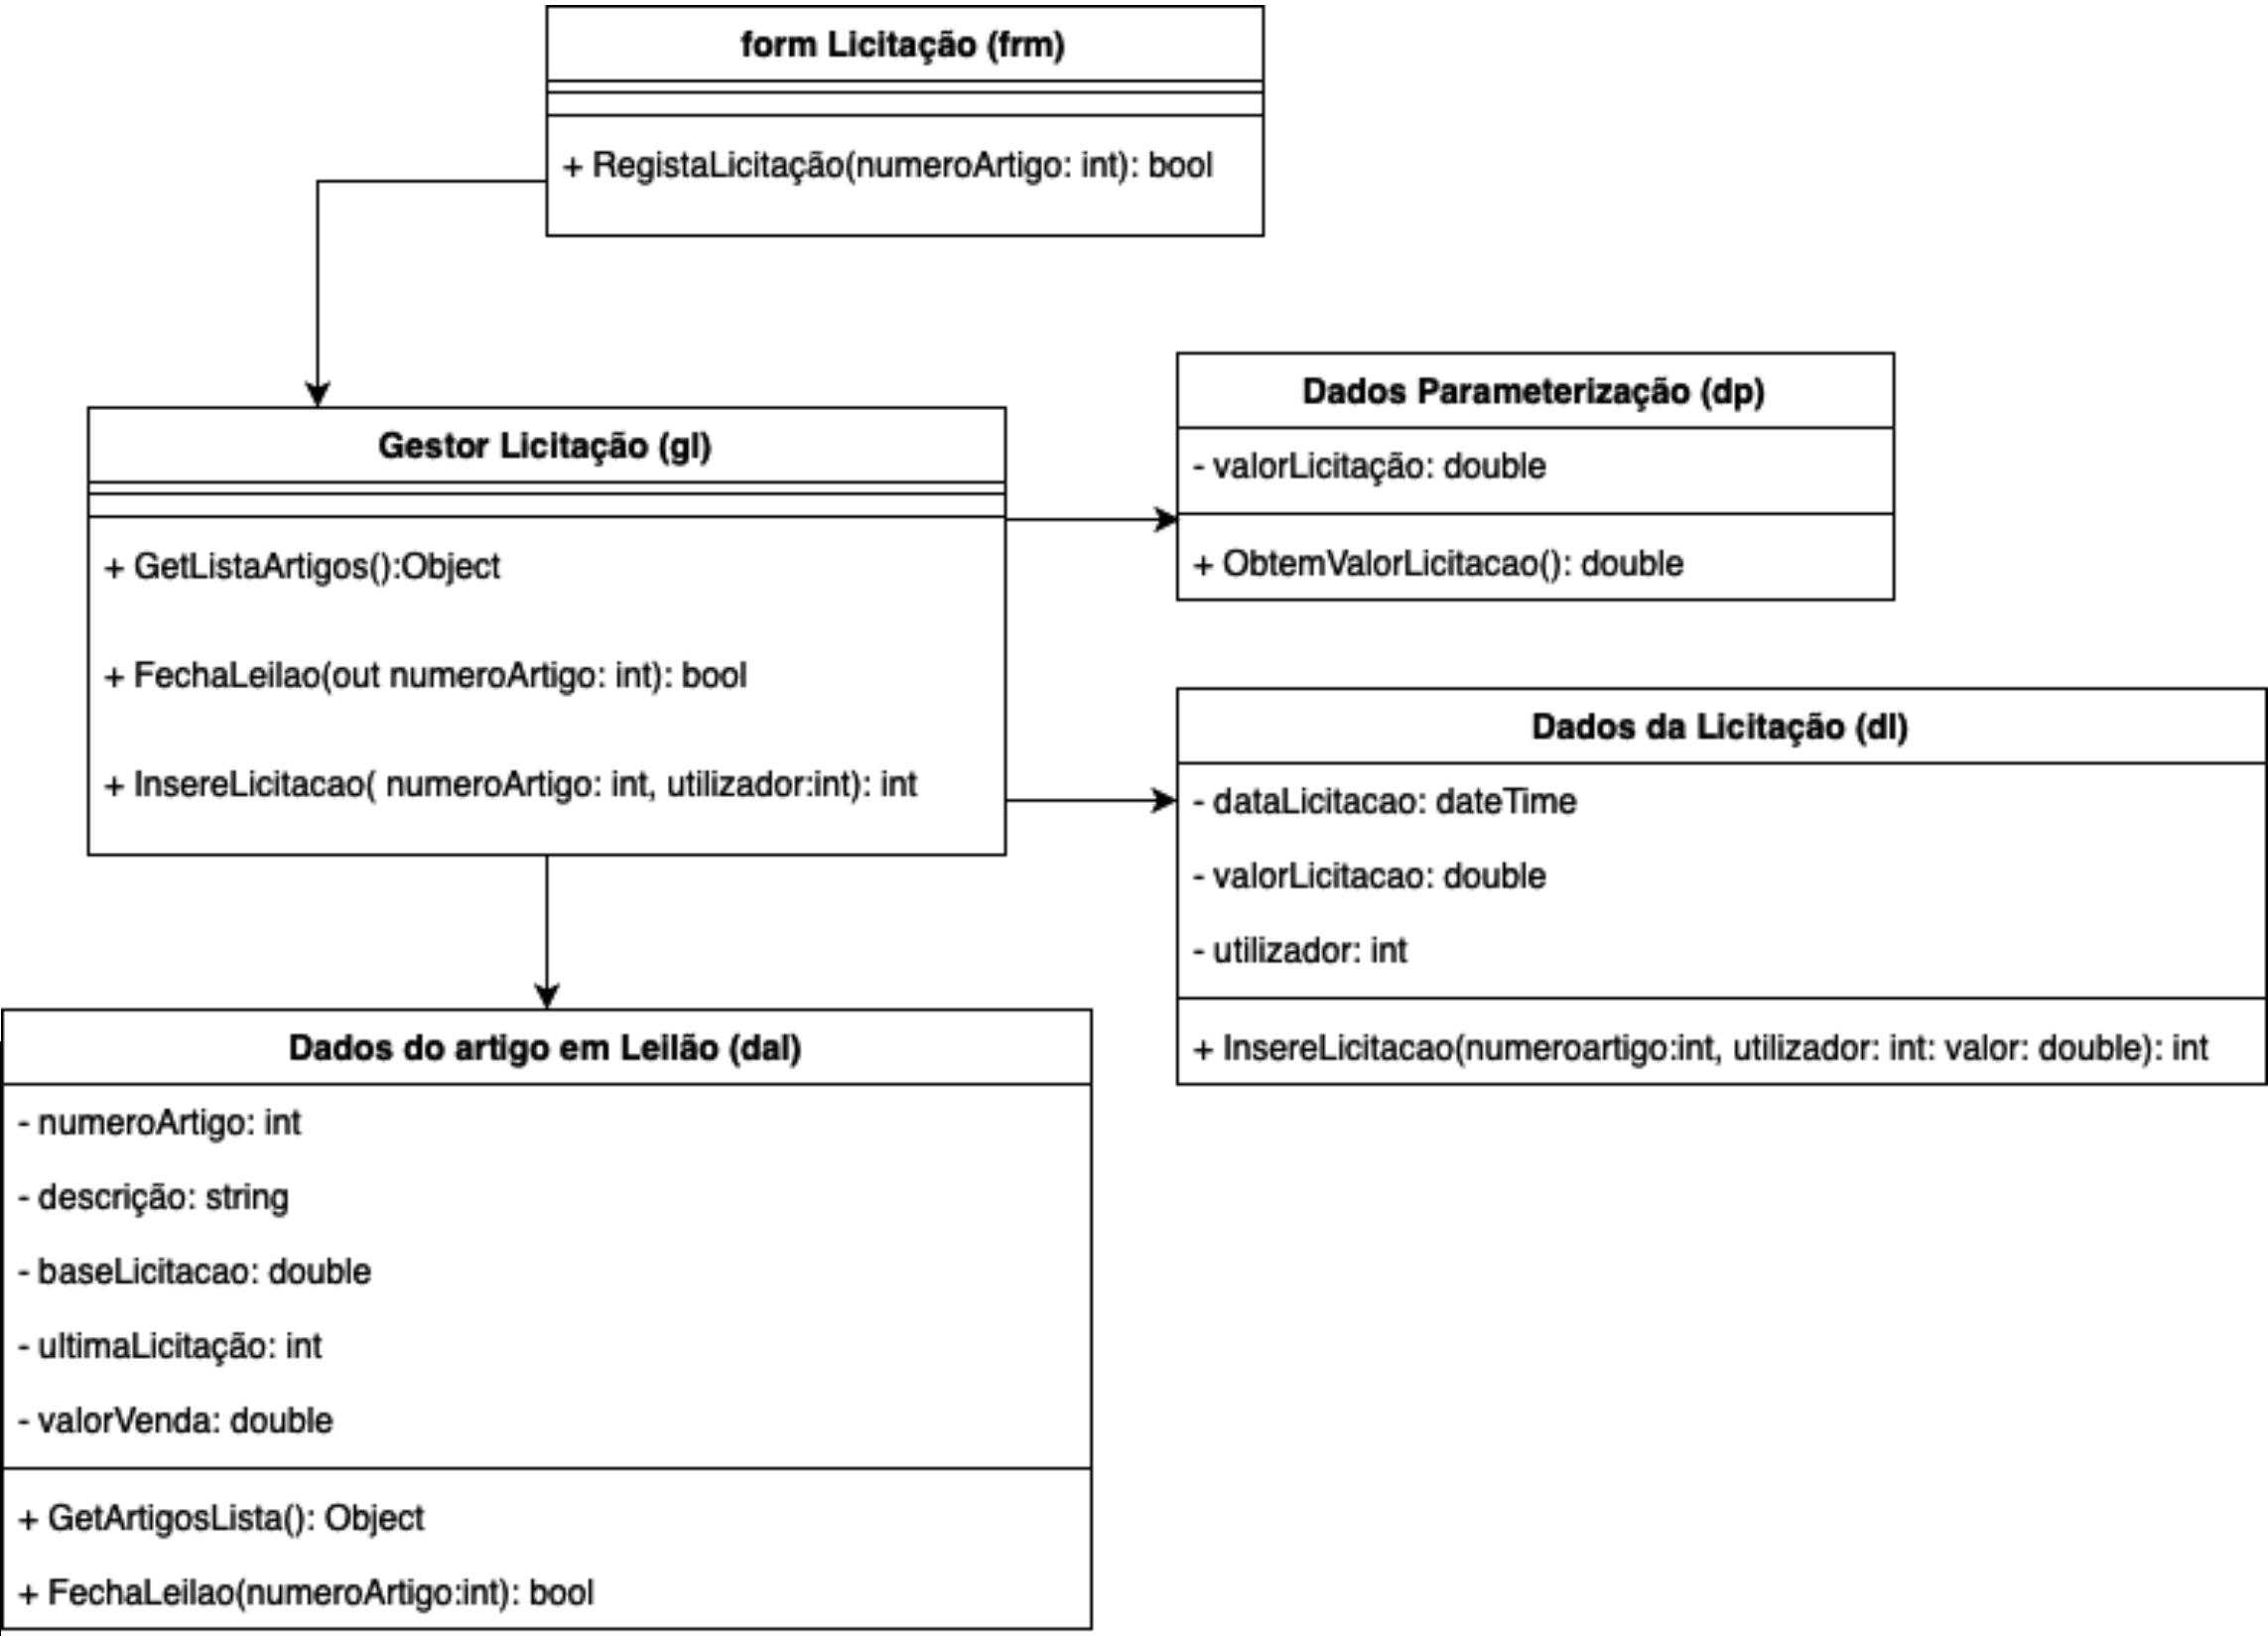 form Licitação (frm)
+ RegistaLicitação(numeroArtigo: int): bool
Gestor Licitação (gl)
+ GetListaArtigos():Object
+ FechaLeilao(out numeroArtigo: int): bool
+ InsereLicitacao( numeroArtigo: int, utilizador:int): int
Dados Parameterização (dp)
- valorLicitação: double
+ ObtemValorLicitacao(): double
Dados da Licitação (dl)
- dataLicitacao: dateTime
- valorLicitacao: double
- utilizador: int
+ InsereLicitacao(numeroartigo:int, utilizador: int: valor: double): int
Dados do artigo em Leilão (dal)
- numeroArtigo: int
- descrição: string
- baseLicitacao: double
- ultimaLicitação: int
- valorVenda: double
+ GetArtigosLista(): Object
+ FechaLeilao(numeroArtigo:int): bool